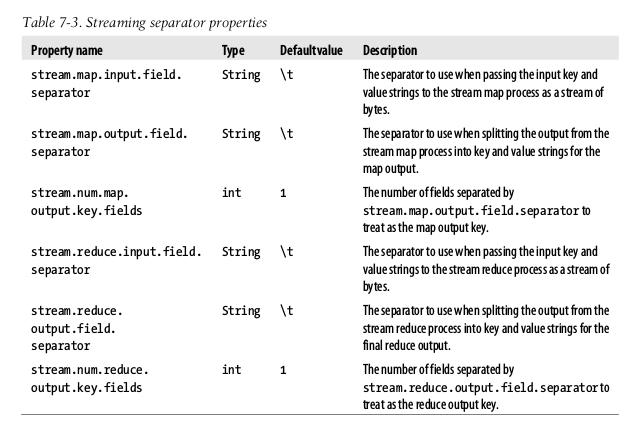 Table 7-3. Streaming separator properties
Property name Type Default value Description
stream.map.input.field. String \t The separator to use when passing the input key and
separator value strings to the stream map process as a stream of
bytes.
stream.map.output.field. String \t The separator to use when splitting the output from the
separator stream map process into key and value strings for the
map output.
stream.num.map. int 1 The number of fields separated by
output.key.fields stream.map.output.field.separator to
treat as the map output key.
stream.reduce.input.field. String \t The separator to use when passing the input key and
separator value strings to the stream reduce process as a stream of
bytes.
stream.reduce. String \t The separator to use when splitting the output from the
output.field. stream reduce process into key and value strings for the
separator final reduce output.
stream.num.reduce. int 1 The number of fields separated by
output.key.fields stream.reduce.output.field.separator to
treat as the reduce output key.